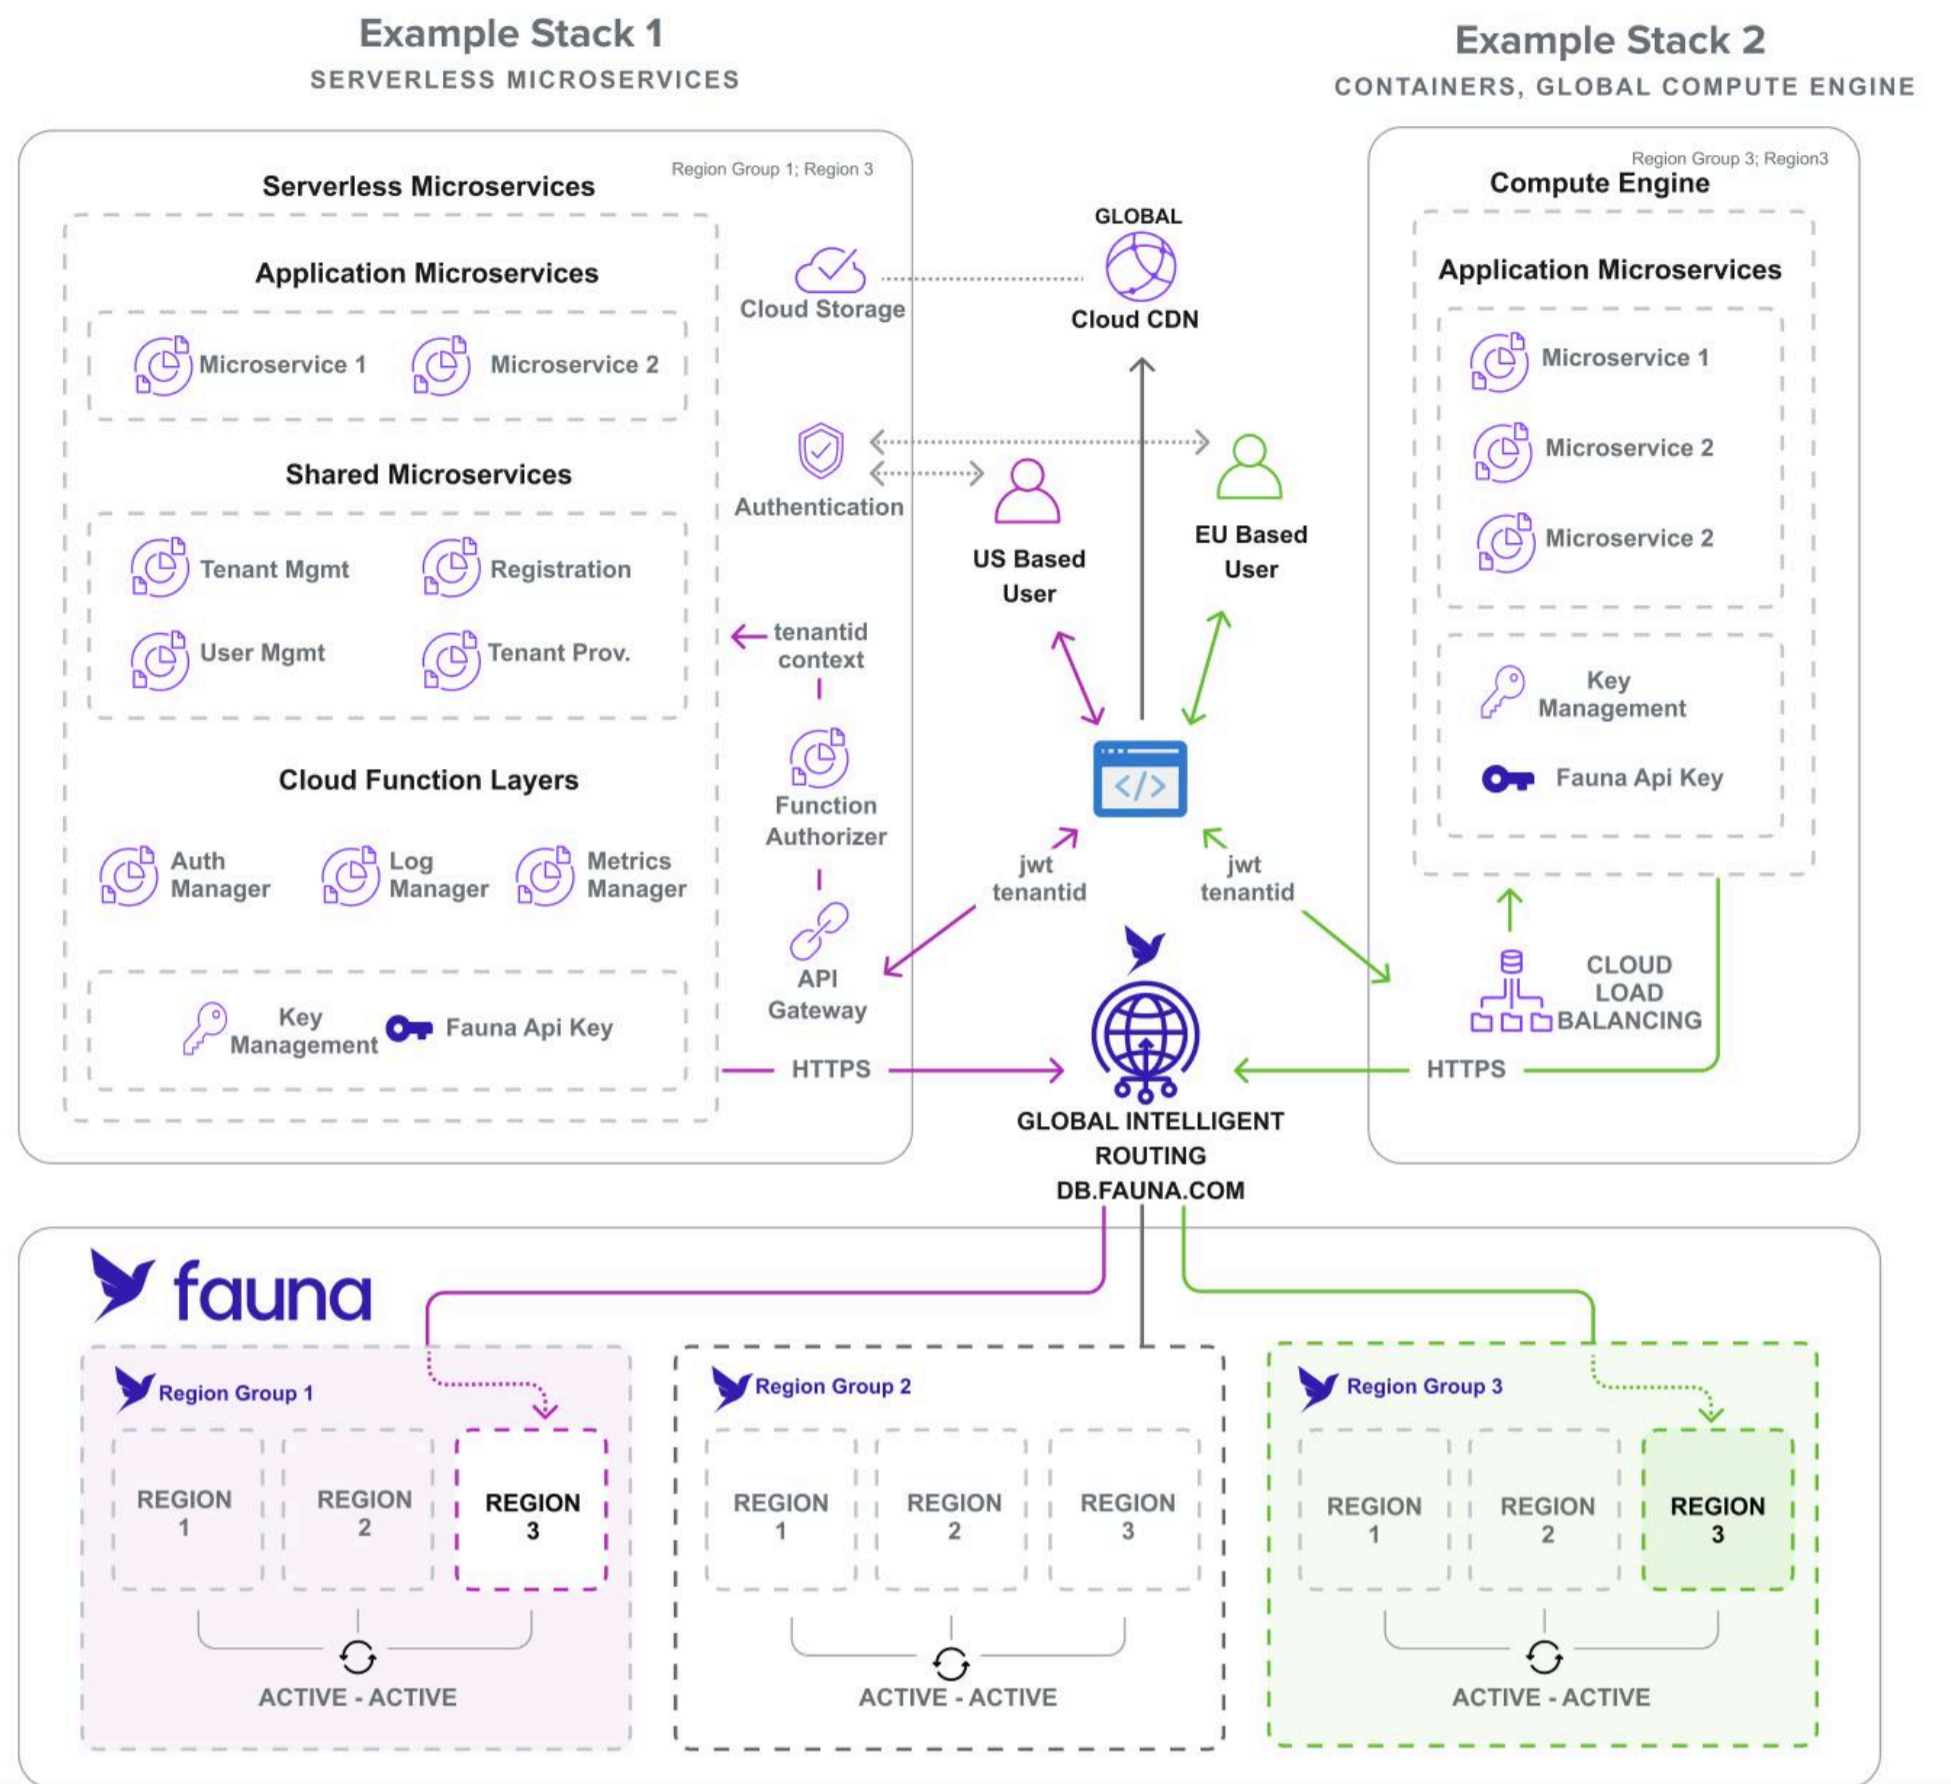 Example Stack 1
SERVERLESS MICROSERVICES
Example Stack 2
CONTAINERS, GLOBAL COMPUTE ENGINE
Region Group 1; Region 3
Serverless Microservices
Application Microservices
Microservice 1
Microservice 2
Shared Microservices
Tenant Mgmt
Registration
User Mgmt
Tenant Prov.
Cloud Function Layers
Auth
Manager
Log
Manager
Metrics
Manager
Key
Management
Fauna Api Key
Cloud Storage
Authentication
tenantid
context
Function
Authorizer
API
Gateway
HTTPS
GLOBAL
Cloud CDN
US Based
User
EU Based
User
</>
jwt
tenantid
jwt
tenantid
GLOBAL INTELLIGENT
ROUTING
DB.FAUNA.COM
Region Group 3; Region3
Compute Engine
Application Microservices
Microservice 1
Microservice 2
Microservice 2
Key
Management
Fauna Api Key
CLOUD
LOAD
BALANCING
HTTPS
fauna
Region Group 1
REGION
1
REGION
2
REGION
3
ACTIVE - ACTIVE
Region Group 2
REGION
1
REGION
2
REGION
3
ACTIVE - ACTIVE
Region Group 3
REGION
1
REGION
2
REGION
3
ACTIVE - ACTIVE